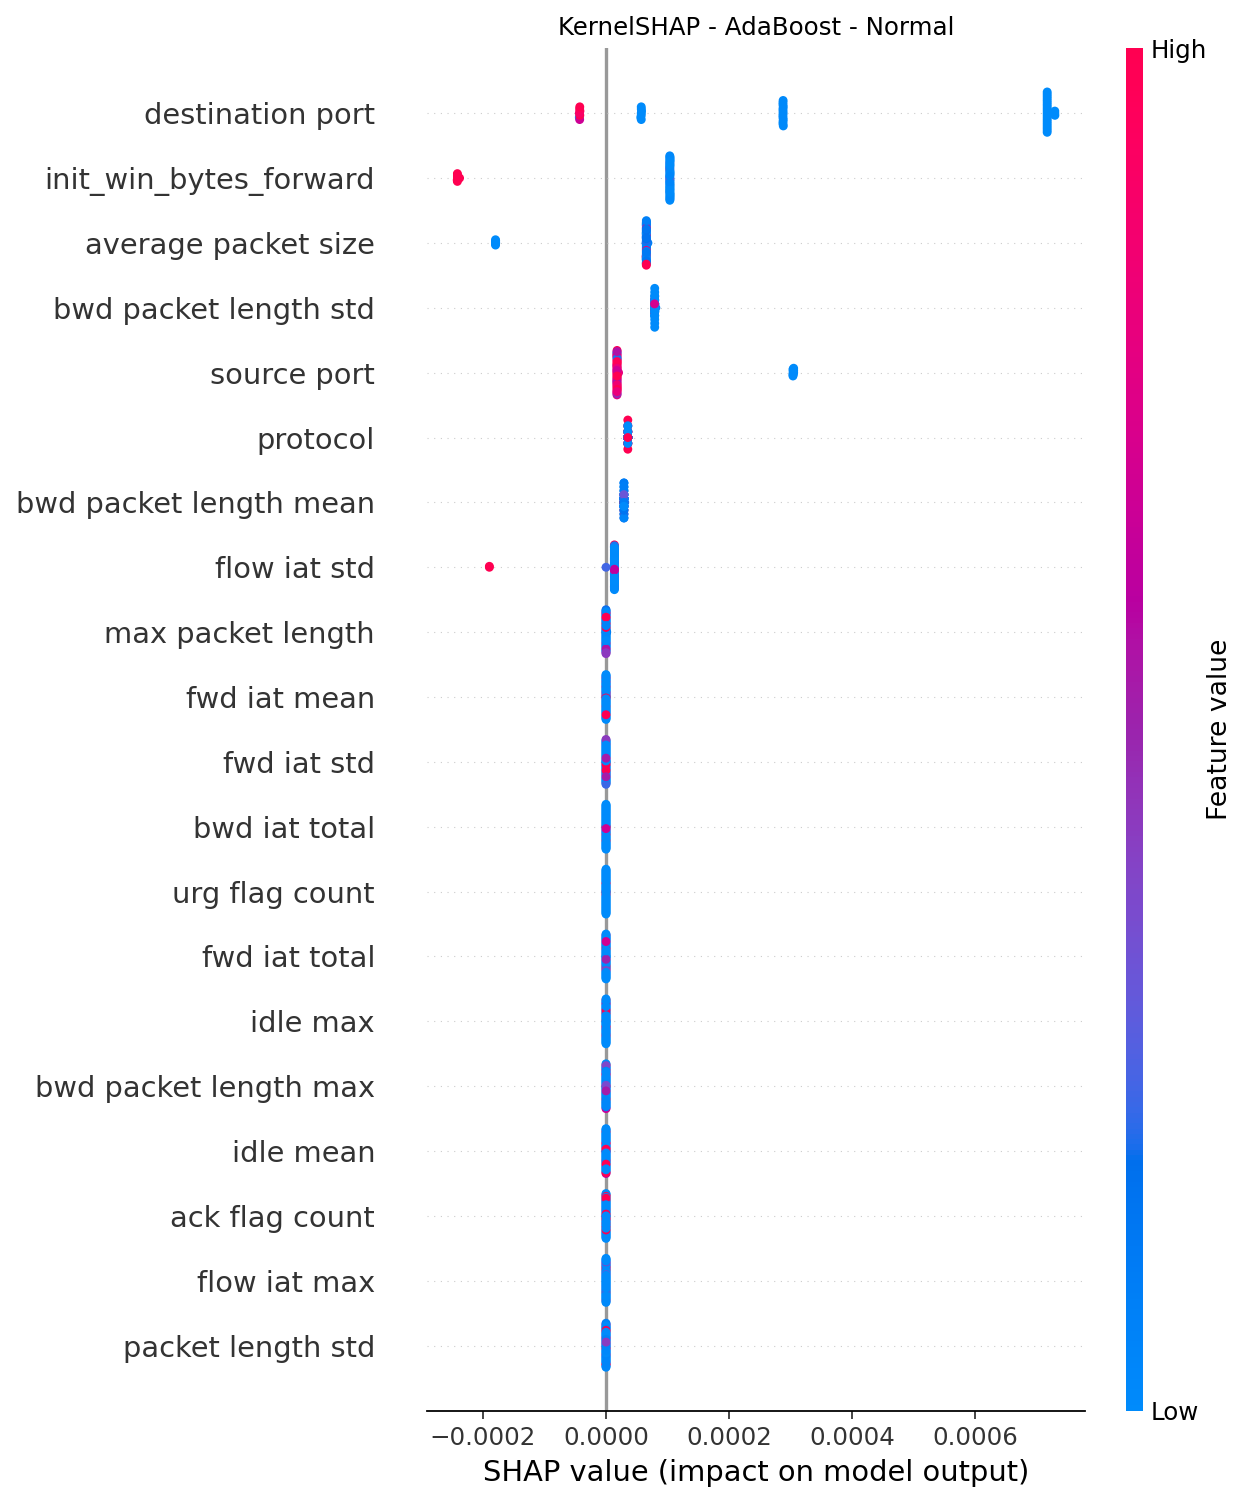 KernelSHAP - AdaBoost - Normal
High
destination port
init_win_bytes_forward
average packet size
bwd packet length std
source port
protocol
bwd packet length mean
flow iat std
max packet length
fwd iat mean
fwd iat std
bwd iat total
urg flag count
fwd iat total
idle max
bwd packet length max
idle mean
ack flag count
flow iat max
packet length std
Feature value
Low
−0.0002 0.0000 0.0002 0.0004 0.0006
SHAP value (impact on model output)